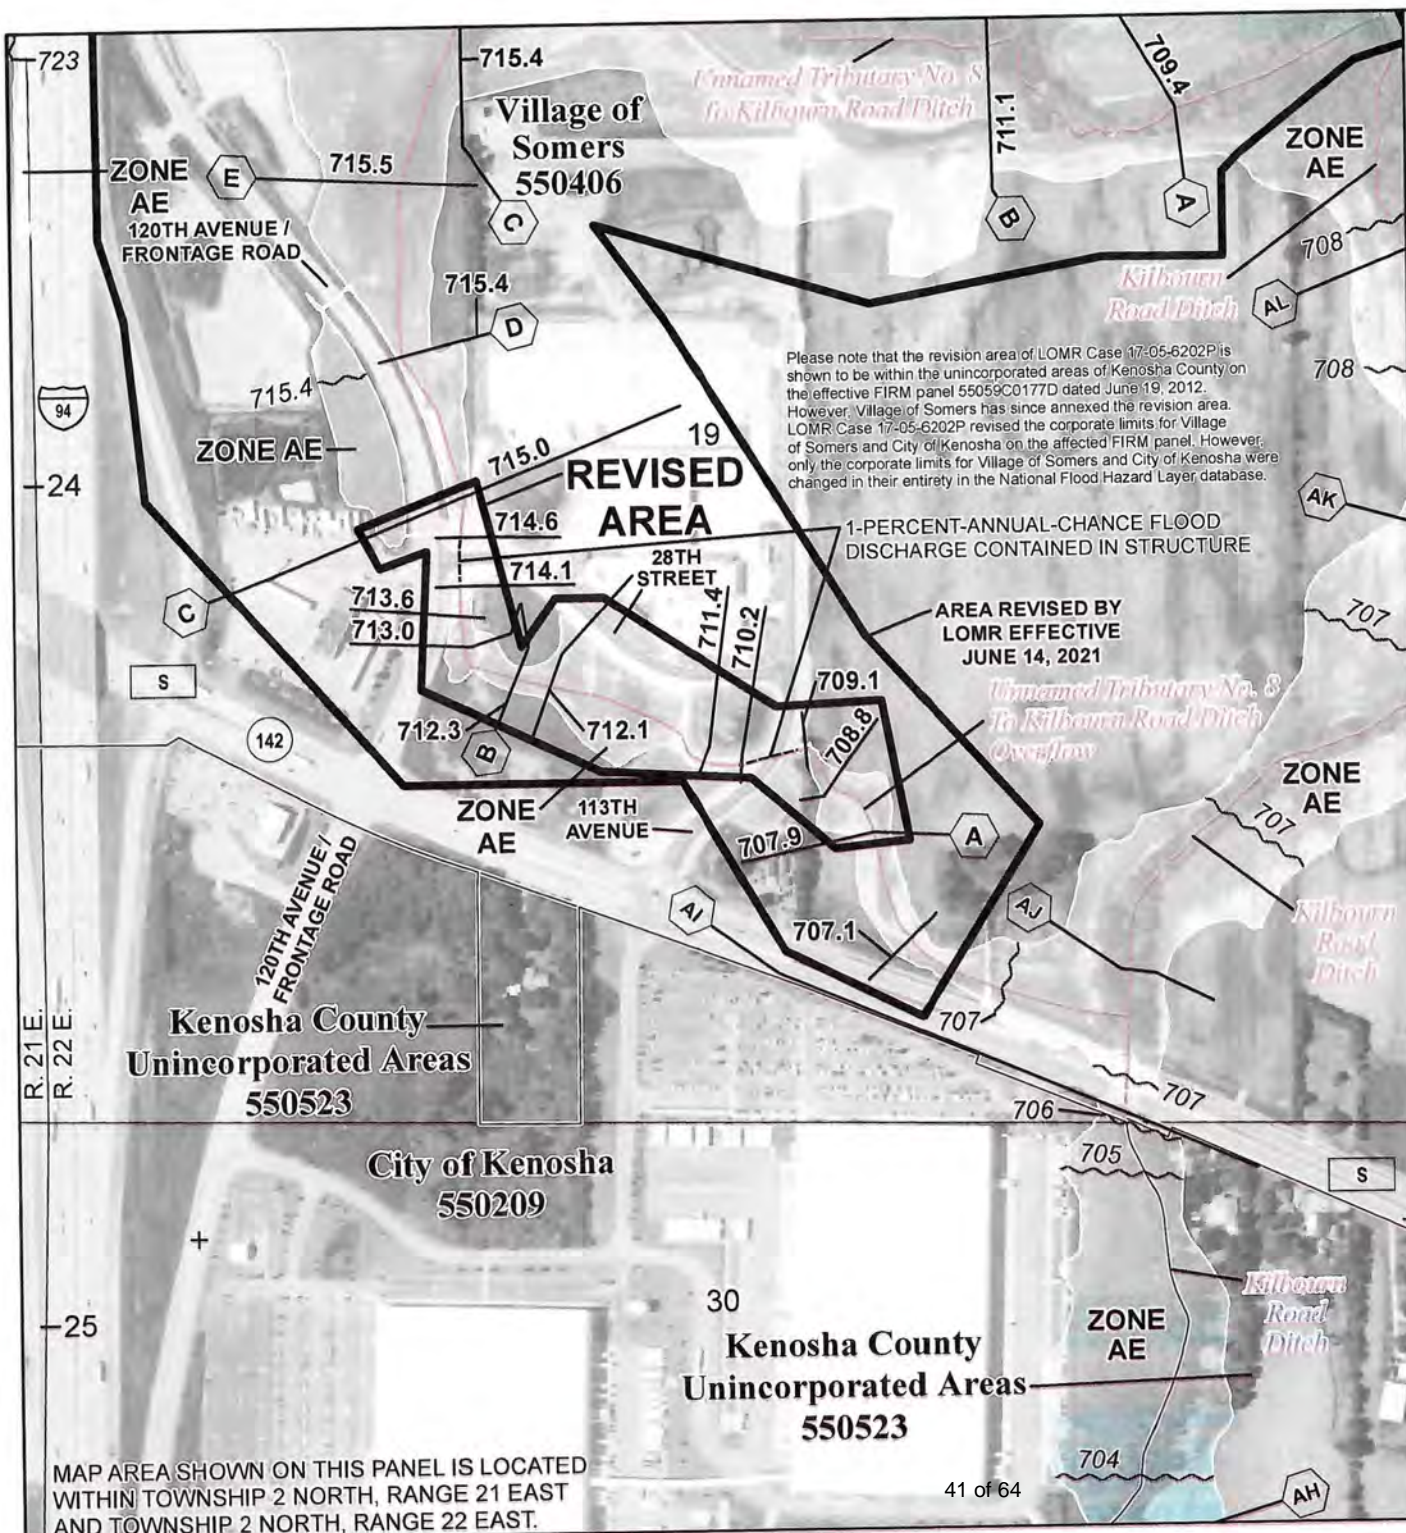 723
715.4
Unnamed Tributary No. 8
To Kilbourn Road Ditch
709.4
711.1
Village of
Somers
550406
ZONE
AE
ZONE
AE
E
715.5
C
B
A
120TH AVENUE /
FRONTAGE ROAD
708
Kilbourn
Road Ditch
AL
715.4
D
Please note that the revision area of LOMR Case 17-05-6202P is
shown to be within the unincorporated areas of Kenosha County on
the effective FIRM panel 55059C0177D dated June 19, 2012.
However, Village of Somers has since annexed the revision area.
LOMR Case 17-05-6202P revised the corporate limits for Village
of Somers and City of Kenosha on the affected FIRM panel. However,
only the corporate limits for Village of Somers and City of Kenosha were
changed in their entirety in the National Flood Hazard Layer database.
708
94
715.4
ZONE AE
715.0
19
REVISED
AREA
24
AK
714.6
1-PERCENT-ANNUAL-CHANCE FLOOD
DISCHARGE CONTAINED IN STRUCTURE
28TH
STREET
714.1
713.6
713.0
C
711.4
710.2
AREA REVISED BY
LOMR EFFECTIVE
JUNE 14, 2021
707
S
709.1
Unnamed Tributary No. 8
To Kilbourn Road Ditch
Overflow
142
712.3
B
712.1
708.8
ZONE
AE
113TH
AVENUE
707.9
A
ZONE
AE
707
120TH AVENUE /
FRONTAGE ROAD
AI
AJ
707.1
Kilbourn
Road
Ditch
707
Kenosha County
Unincorporated Areas
550523
R. 21 E.
R. 22 E.
707
706
705
S
City of Kenosha
550209
30
Kilbourn
Road
Ditch
25
ZONE
AE
Kenosha County
Unincorporated Areas
550523
704
AH
MAP AREA SHOWN ON THIS PANEL IS LOCATED
WITHIN TOWNSHIP 2 NORTH, RANGE 21 EAST
AND TOWNSHIP 2 NORTH, RANGE 22 EAST.
41 of 64